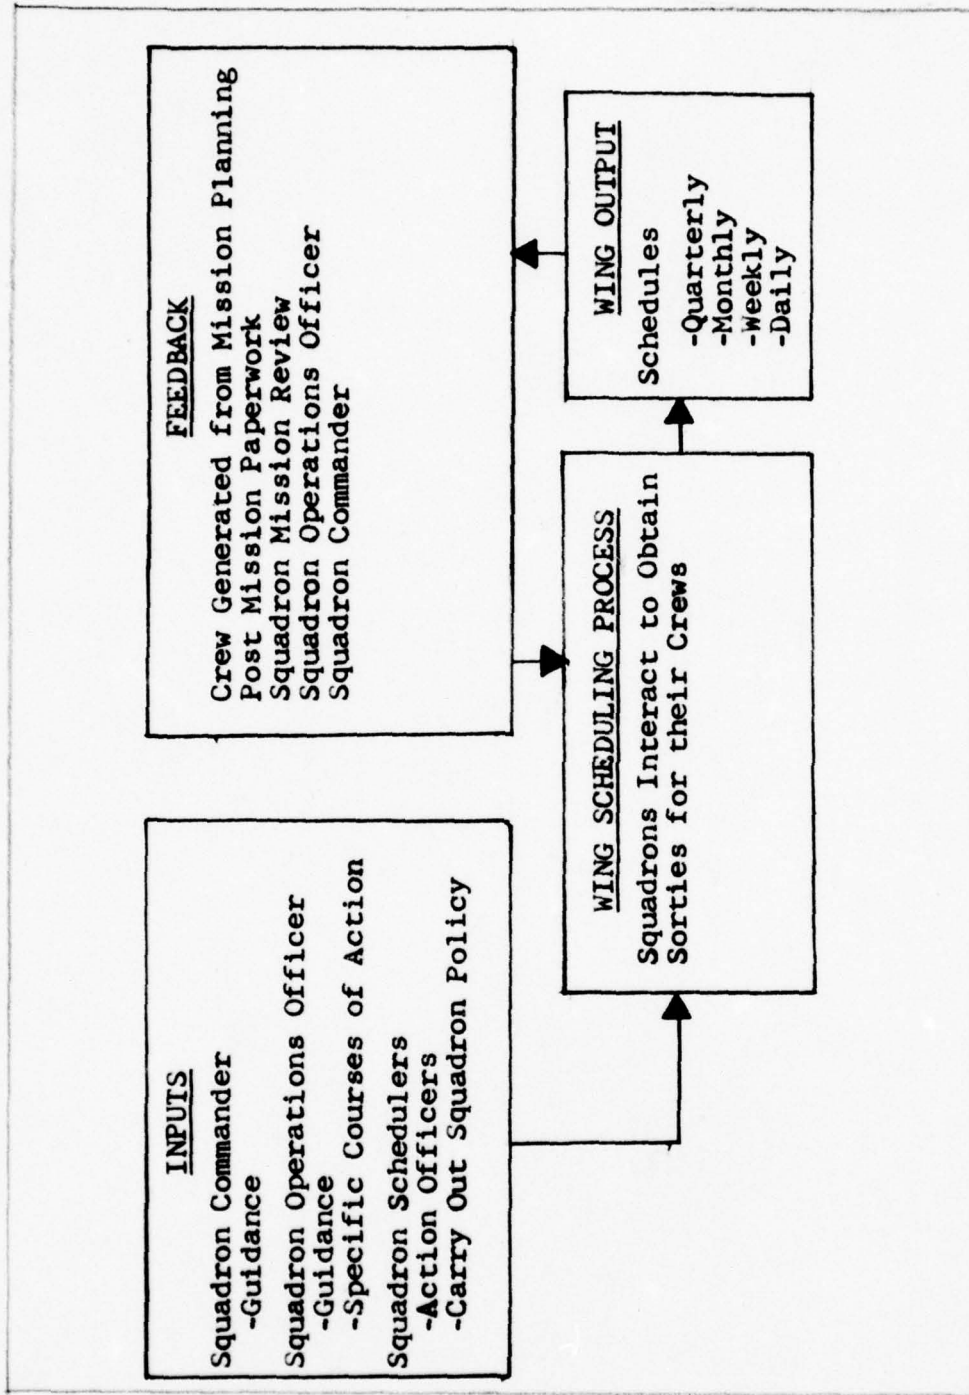 INPUTS
Squadron Commander
-Guidance
Squadron Operations Officer
-Guidance
-Specific Courses of Action
Squadron Schedulers
-Action Officers
-Carry Out Squadron Policy
FEEDBACK
Crew Generated from Mission Planning
Post Mission Paperwork
Squadron Mission Review
Squadron Operations Officer
Squadron Commander
WING SCHEDULING PROCESS
Squadrons Interact to Obtain
Sorties for their Crews
WING OUTPUT
Schedules
-Quarterly
-Monthly
-Weekly
-Daily